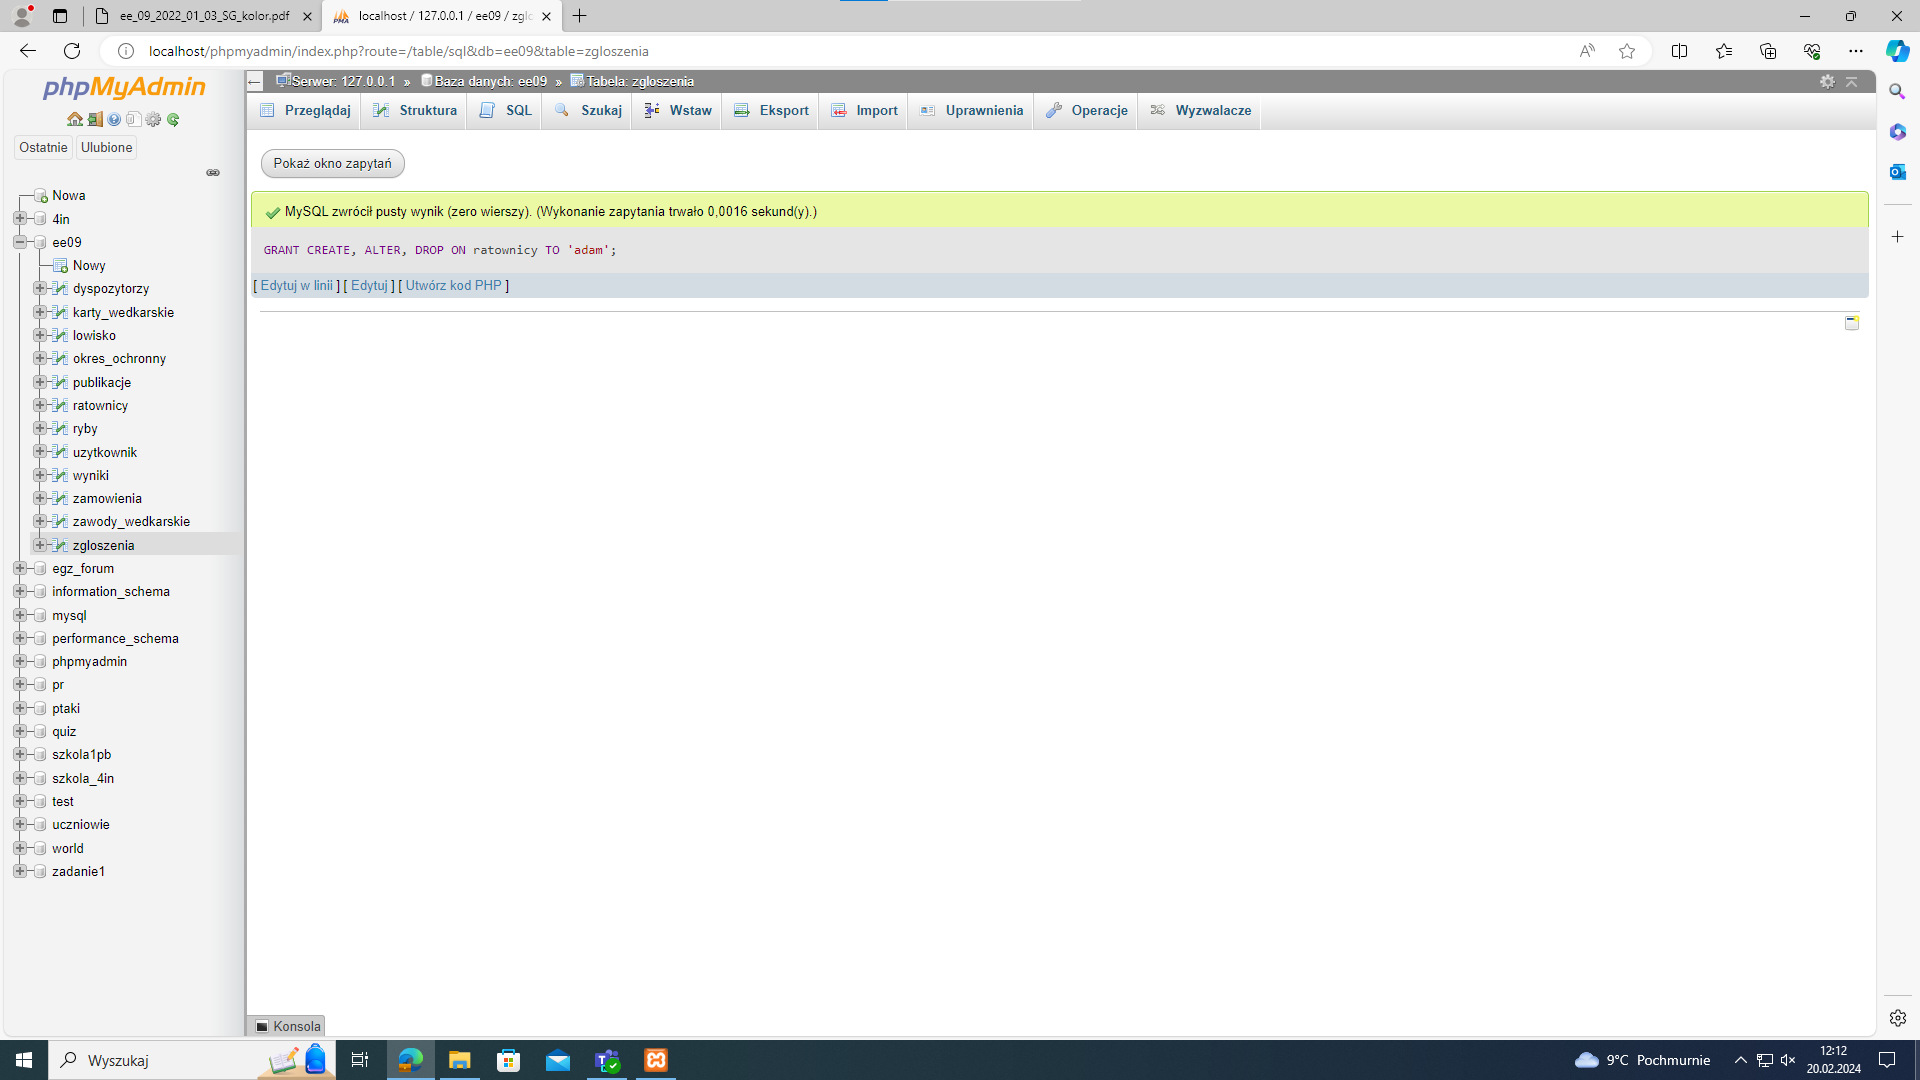 ee_09_2022_01_03_SG_kolor.pdf
localhost / 127.0.0.1 / ee09 / zglo
localhost/phpmyadmin/index.php?route=/table/sql&db=ee09&table=zgloszenia
phpMyAdmin
Serwer: 127.0.0.1 » Baza danych: ee09 » Tabela: zgloszenia
Przeglądaj Struktura SQL Szukaj Wstaw Eksport Import Uprawnienia Operacje Wyzwalacze
Ostatnie Ulubione
Pokaż okno zapytań
MySQL zwrócił pusty wynik (zero wierszy). (Wykonanie zapytania trwało 0,0016 sekund(y).)
GRANT CREATE, ALTER, DROP ON ratownicy TO 'adam';
[ Edytuj w linii ] [ Edytuj ] [ Utwórz kod PHP ]
Nowa
4in
ee09
Nowy
dyspozytorzy
karty_wedkarskie
lowisko
okres_ochronny
publikacje
ratownicy
ryby
uzytkownik
wyniki
zamowienia
zawody_wedkarskie
zgloszenia
egz_forum
information_schema
mysql
performance_schema
phpmyadmin
pr
ptaki
quiz
szkola1pb
szkola_4in
test
uczniowie
world
zadanie1
Konsola
Wyszukaj
9°C Pochmurnie
12:12
20.02.2024